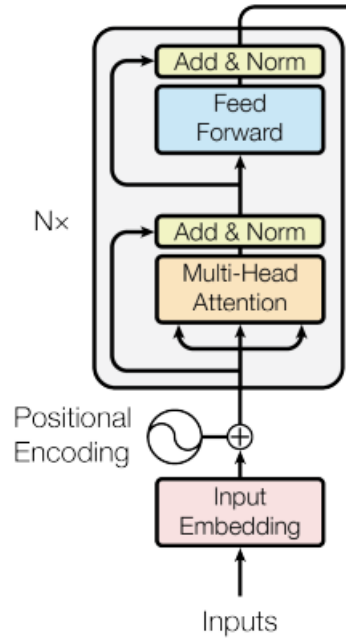 Add & Norm
Feed
Forward
N×
Add & Norm
Multi-Head
Attention
Positional
Encoding
Input
Embedding
Inputs